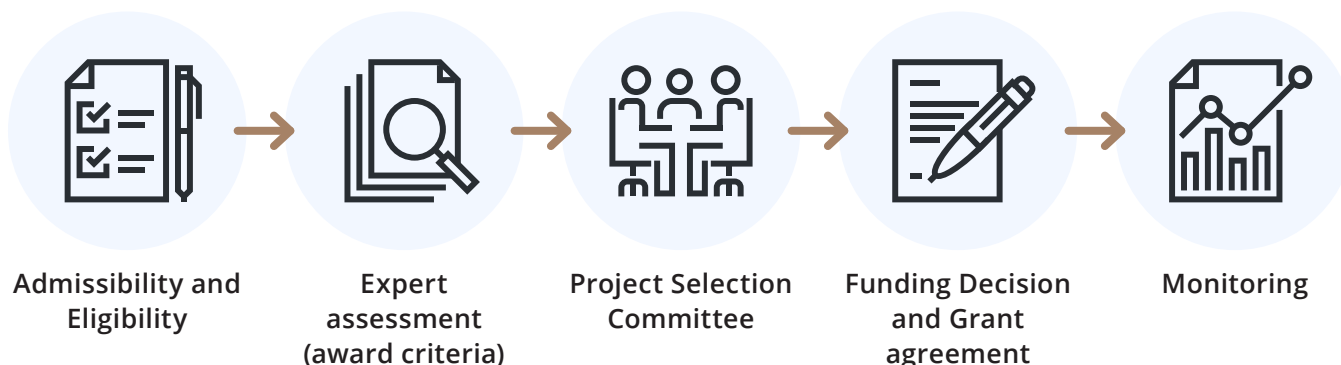 Admissibility and
Eligibility
Expert
assessment
(award criteria)
Project Selection
Committee
Funding Decision
and Grant
agreement
Monitoring